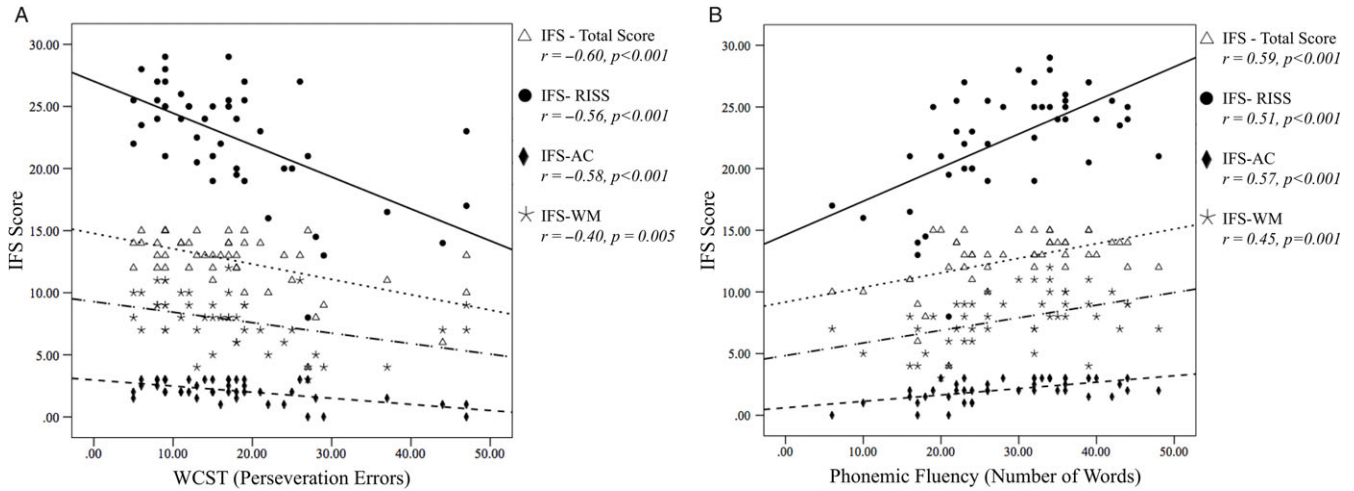 A
IFS Score
30.00
25.00
20.00
15.00
10.00
5.00
.00
.00 10.00 20.00 30.00 40.00 50.00
WCST (Perseveration Errors)
IFS - Total Score
r = –0.60, p<0.001
IFS- RISS
r = –0.56, p<0.001
IFS-AC
r = –0.58, p<0.001
IFS-WM
r = –0.40, p = 0.005
B
IFS Score
30.00
25.00
20.00
15.00
10.00
5.00
.00
.00 10.00 20.00 30.00 40.00 50.00
Phonemic Fluency (Number of Words)
IFS - Total Score
r = 0.59, p<0.001
IFS- RISS
r = 0.51, p<0.001
IFS-AC
r = 0.57, p<0.001
IFS-WM
r = 0.45, p=0.001